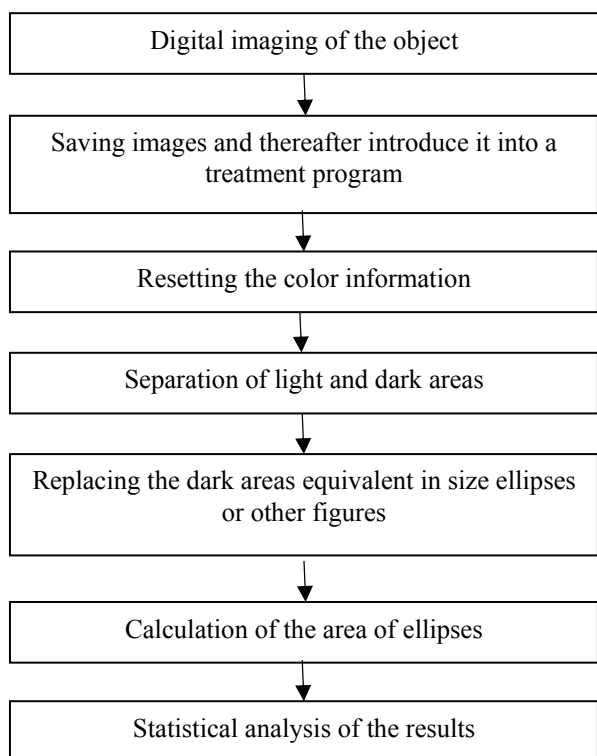 Digital imaging of the object
Saving images and thereafter introduce it into a
treatment program
Resetting the color information
Separation of light and dark areas
Replacing the dark areas equivalent in size ellipses
or other figures
Calculation of the area of ellipses
Statistical analysis of the results